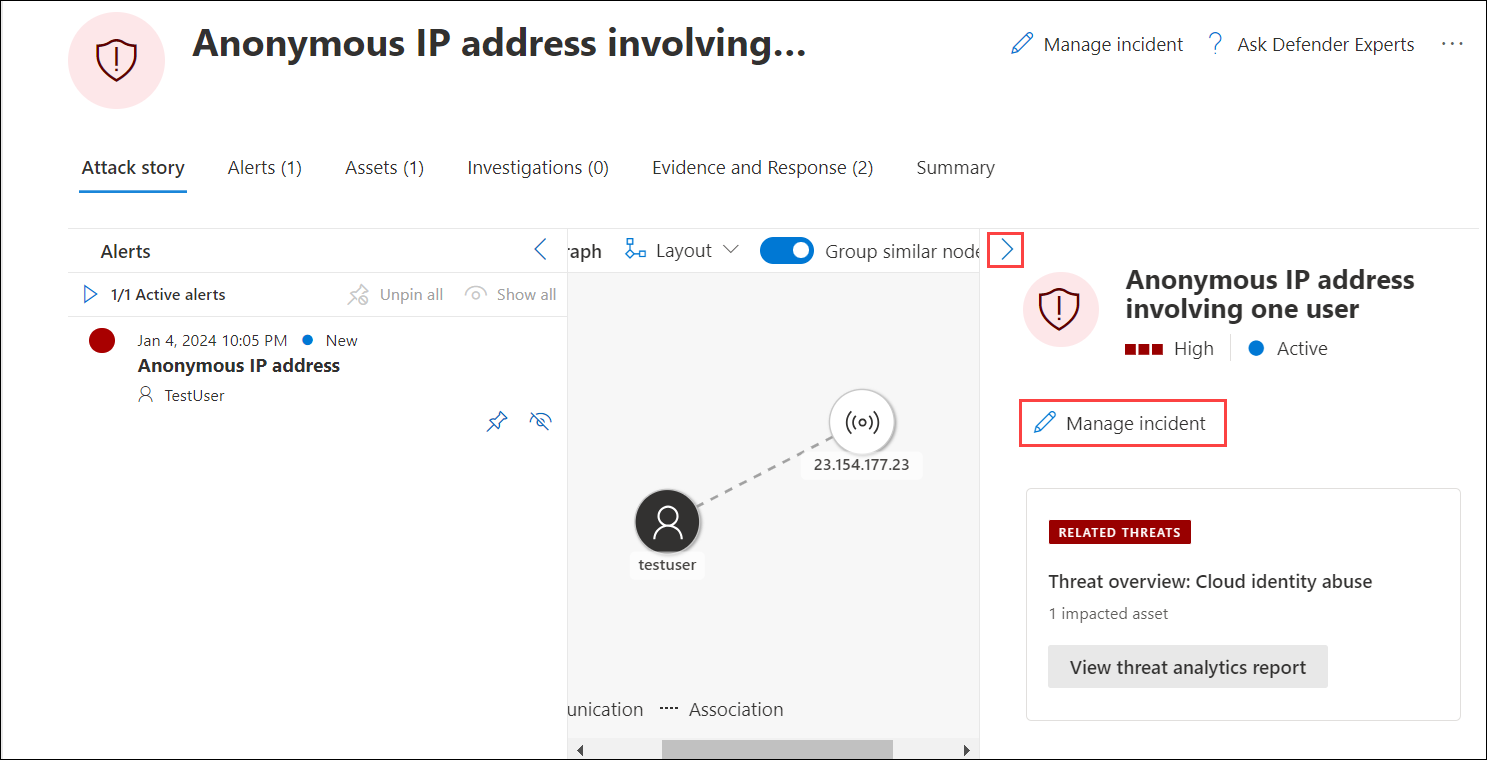 Anonymous IP address involving...
Manage incident
Ask Defender Experts
Attack story
Alerts (1)
Assets (1)
Investigations (0)
Evidence and Response (2)
Summary
Alerts
1/1 Active alerts
Unpin all
Show all
Jan 4, 2024 10:05 PM
New
Anonymous IP address
TestUser
raph
Layout
Group similar node
23.154.177.23
testuser
unication
Association
Anonymous IP address
involving one user
High
Active
Manage incident
RELATED THREATS
Threat overview: Cloud identity abuse
1 impacted asset
View threat analytics report